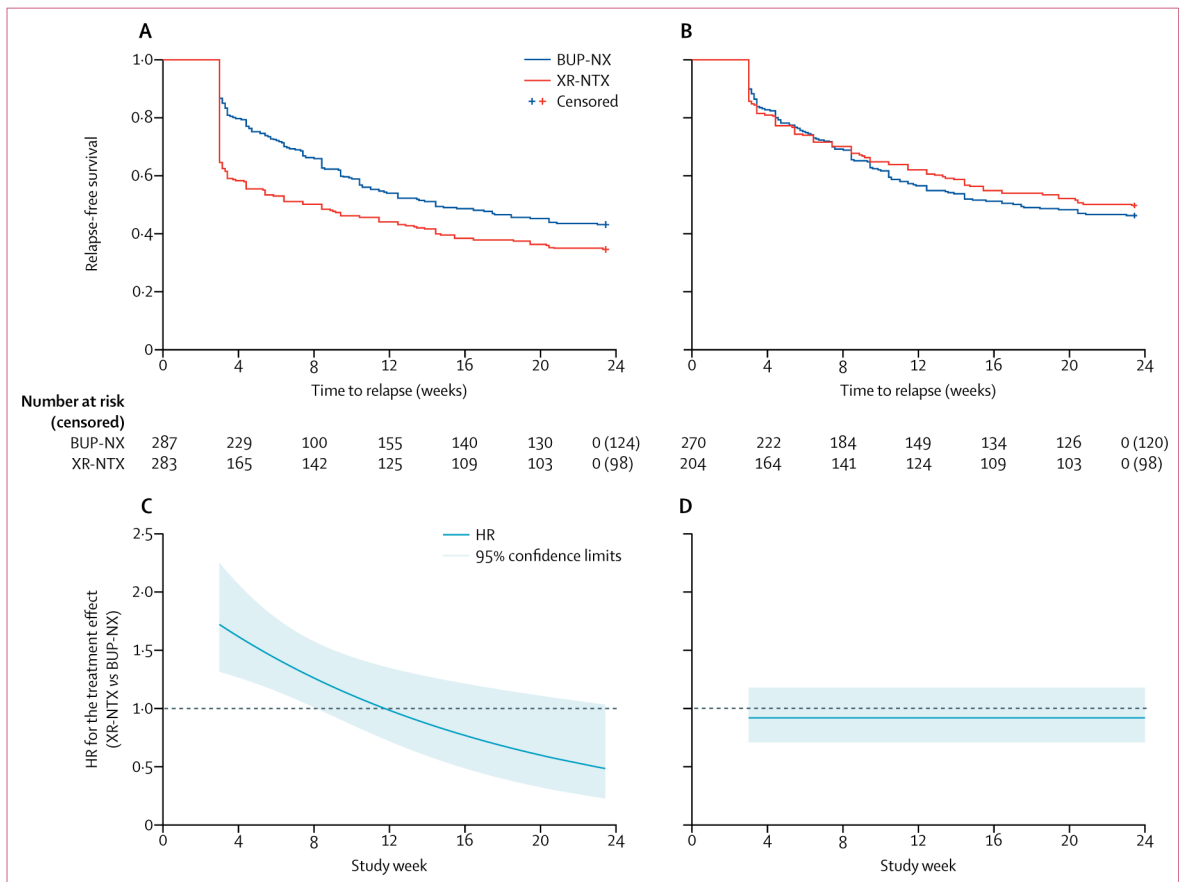 A
B
BUP-NX
XR-NTX
Censored
1·0
0·8
0·6
0·4
0·2
0
Relapse-free survival
0 4 8 12 16 20 24
0 4 8 12 16 20 24
Time to relapse (weeks)
Time to relapse (weeks)
Number at risk
(censored)
BUP-NX 287 229 100 155 140 130 0 (124) 270 222 184 149 134 126 0 (120)
XR-NTX 283 165 142 125 109 103 0 (98) 204 164 141 124 109 103 0 (98)
C
D
HR
95% confidence limits
2·5
2·0
1·5
1·0
0·5
0
HR for the treatment effect
(XR-NTX vs BUP-NX)
0 4 8 12 16 20 24
0 4 8 12 16 20 24
Study week
Study week